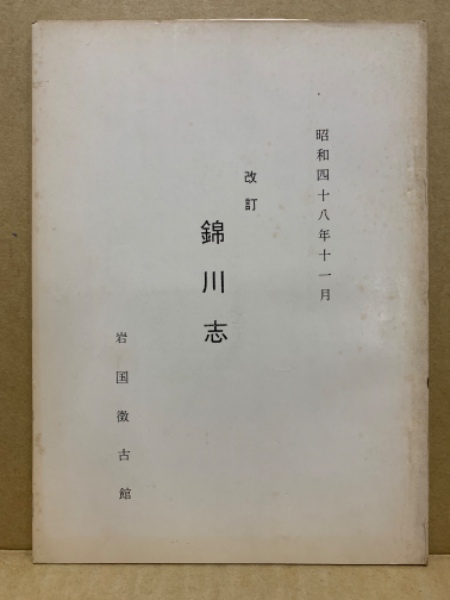 昭和四十八年十一月
改訂
錦川志
岩国徴古館